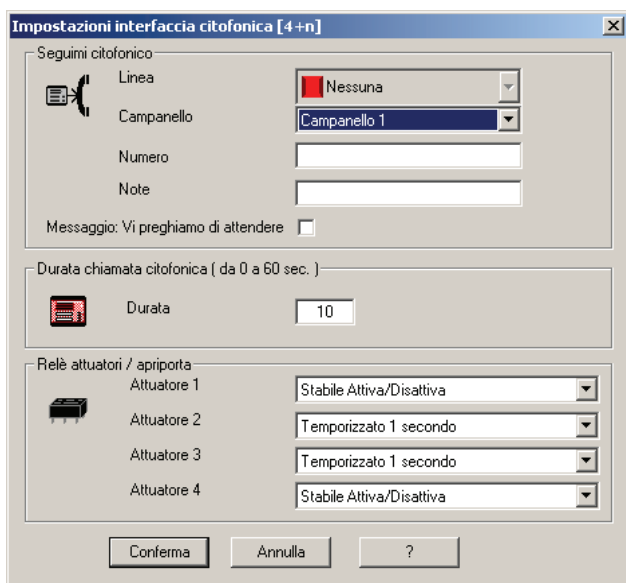 Impostazioni interfaccia citofonica [4+n]
Seguimi citofonico
Linea Nessuna
Campanello Campanello 1
Numero
Note
Messaggio: Vi preghiamo di attendere
Durata chiamata citofonica ( da 0 a 60 sec. )
Durata 10
Relè attuatori / apriporta
Attuatore 1 Stabile Attiva/Disattiva
Attuatore 2 Temporizzato 1 secondo
Attuatore 3 Temporizzato 1 secondo
Attuatore 4 Stabile Attiva/Disattiva
Conferma Annulla ?